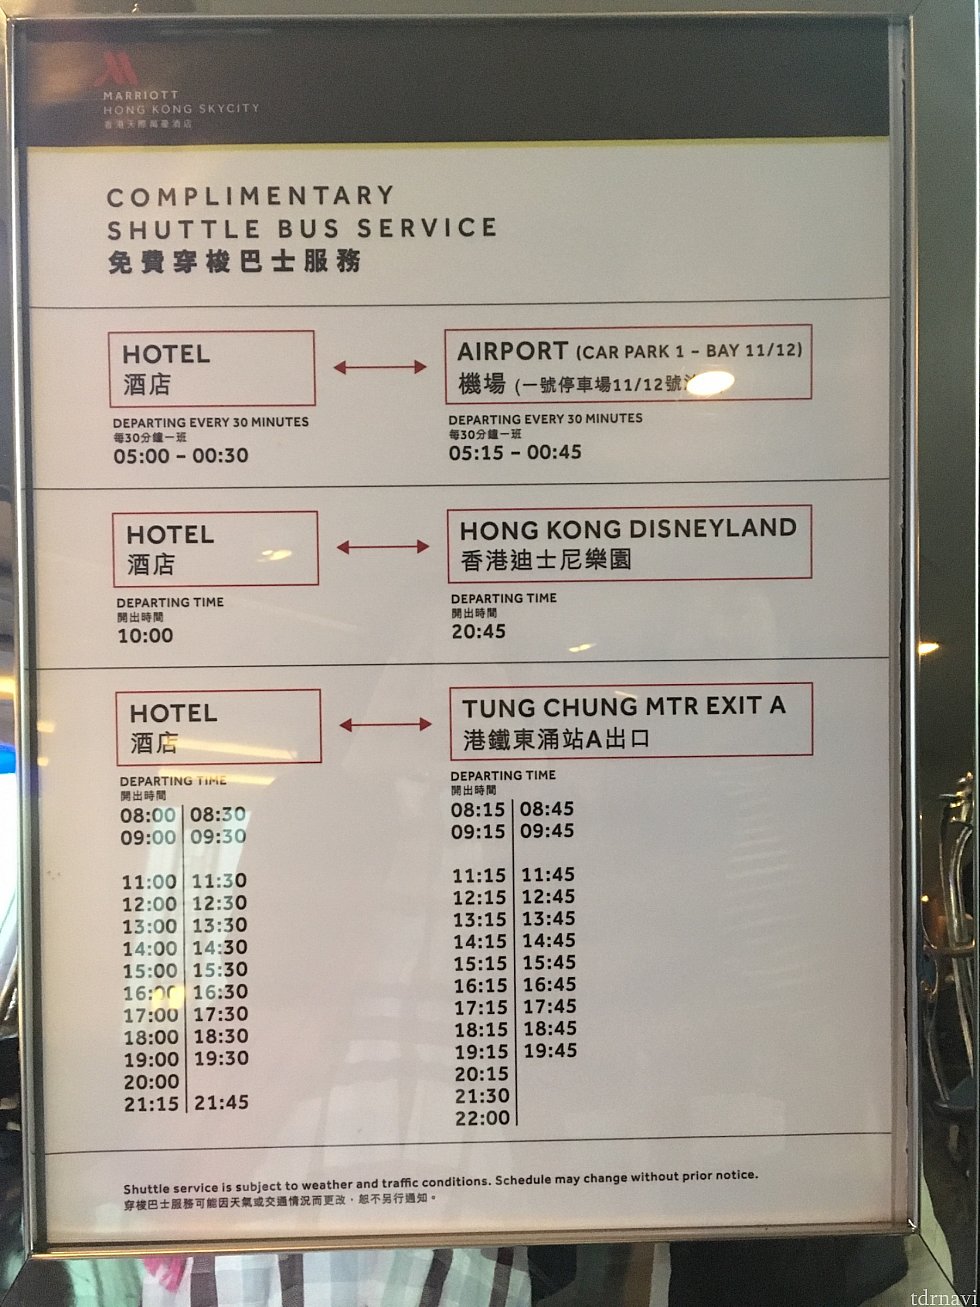 MARRIOTT
HONG KONG SKYCITY
香港天際萬豪酒店
COMPLIMENTARY
SHUTTLE BUS SERVICE
免費穿梭巴士服務
HOTEL
酒店
AIRPORT (CAR PARK 1 – BAY 11/12)
機場 (一號停車場11/12號
DEPARTING EVERY 30 MINUTES
每30分鐘一班
05:00 – 00:30
DEPARTING EVERY 30 MINUTES
每30分鐘一班
05:15 – 00:45
HOTEL
酒店
HONG KONG DISNEYLAND
香港迪士尼樂園
DEPARTING TIME
開出時間
10:00
DEPARTING TIME
開出時間
20:45
HOTEL
酒店
TUNG CHUNG MTR EXIT A
港鐵東涌站A出口
DEPARTING TIME
開出時間
08:00 08:30
09:00 09:30
11:00 11:30
12:00 12:30
13:00 13:30
14:00 14:30
15:00 15:30
16:00 16:30
17:00 17:30
18:00 18:30
19:00 19:30
20:00
21:15 21:45
DEPARTING TIME
開出時間
08:15 08:45
09:15 09:45
11:15 11:45
12:15 12:45
13:15 13:45
14:15 14:45
15:15 15:45
16:15 16:45
17:15 17:45
18:15 18:45
19:15 19:45
20:15
21:30
22:00
Shuttle service is subject to weather and traffic conditions. Schedule may change without prior notice.
穿梭巴士服務可能因天氣或交通情況而更改，恕不另行通知。
tdrnavi